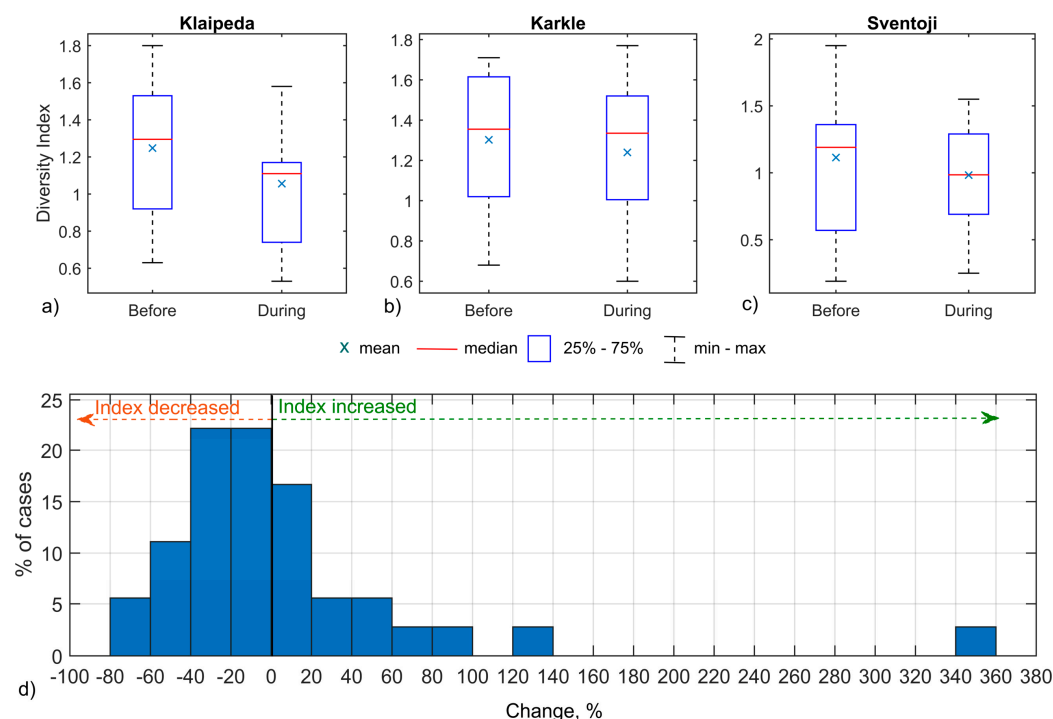 Klaipeda
Karkle
Sventoji
Diversity Index
1.8
1.6
1.4
1.2
1
0.8
0.6
Before
During
a)
1.8
1.6
1.4
1.2
1
0.8
0.6
Before
During
b)
2
1.5
1
0.5
Before
During
c)
x mean
median
25% - 75%
min - max
Index decreased
Index increased
% of cases
25
20
15
10
5
0
-100 -80 -60 -40 -20 0 20 40 60 80 100 120 140 160 180 200 220 240 260 280 300 320 340 360 380
d)
Change, %